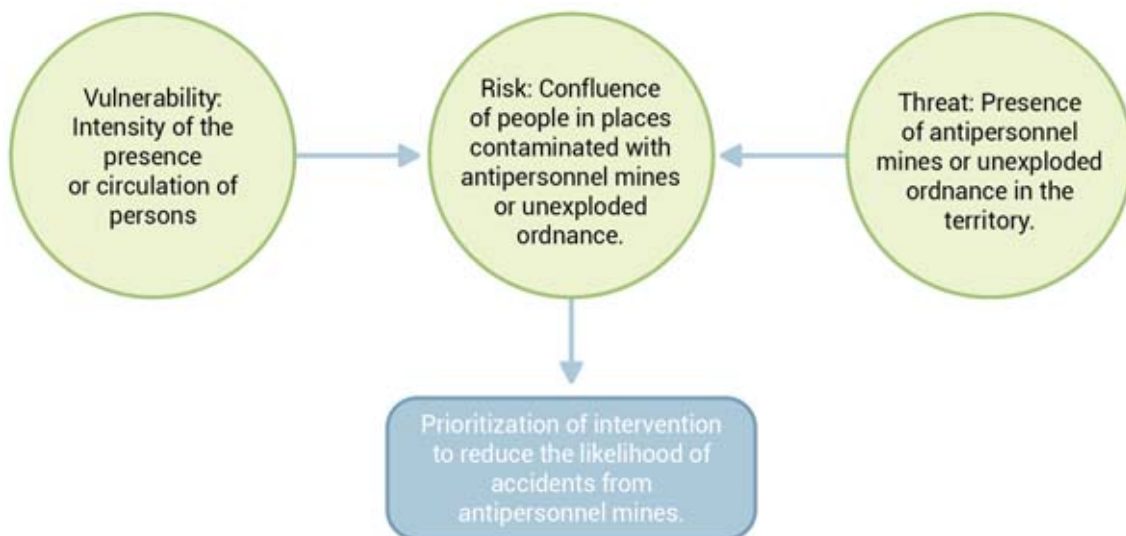 Vulnerability:
Intensity of the
presence
or circulation of
persons
Risk: Confluence
of people in places
contaminated with
antipersonnel mines
or unexploded
ordnance.
Threat: Presence
of antipersonnel
mines or unexploded
ordnance in the
territory.
Prioritization of intervention
to reduce the likelihood of
accidents from
antipersonnel mines.